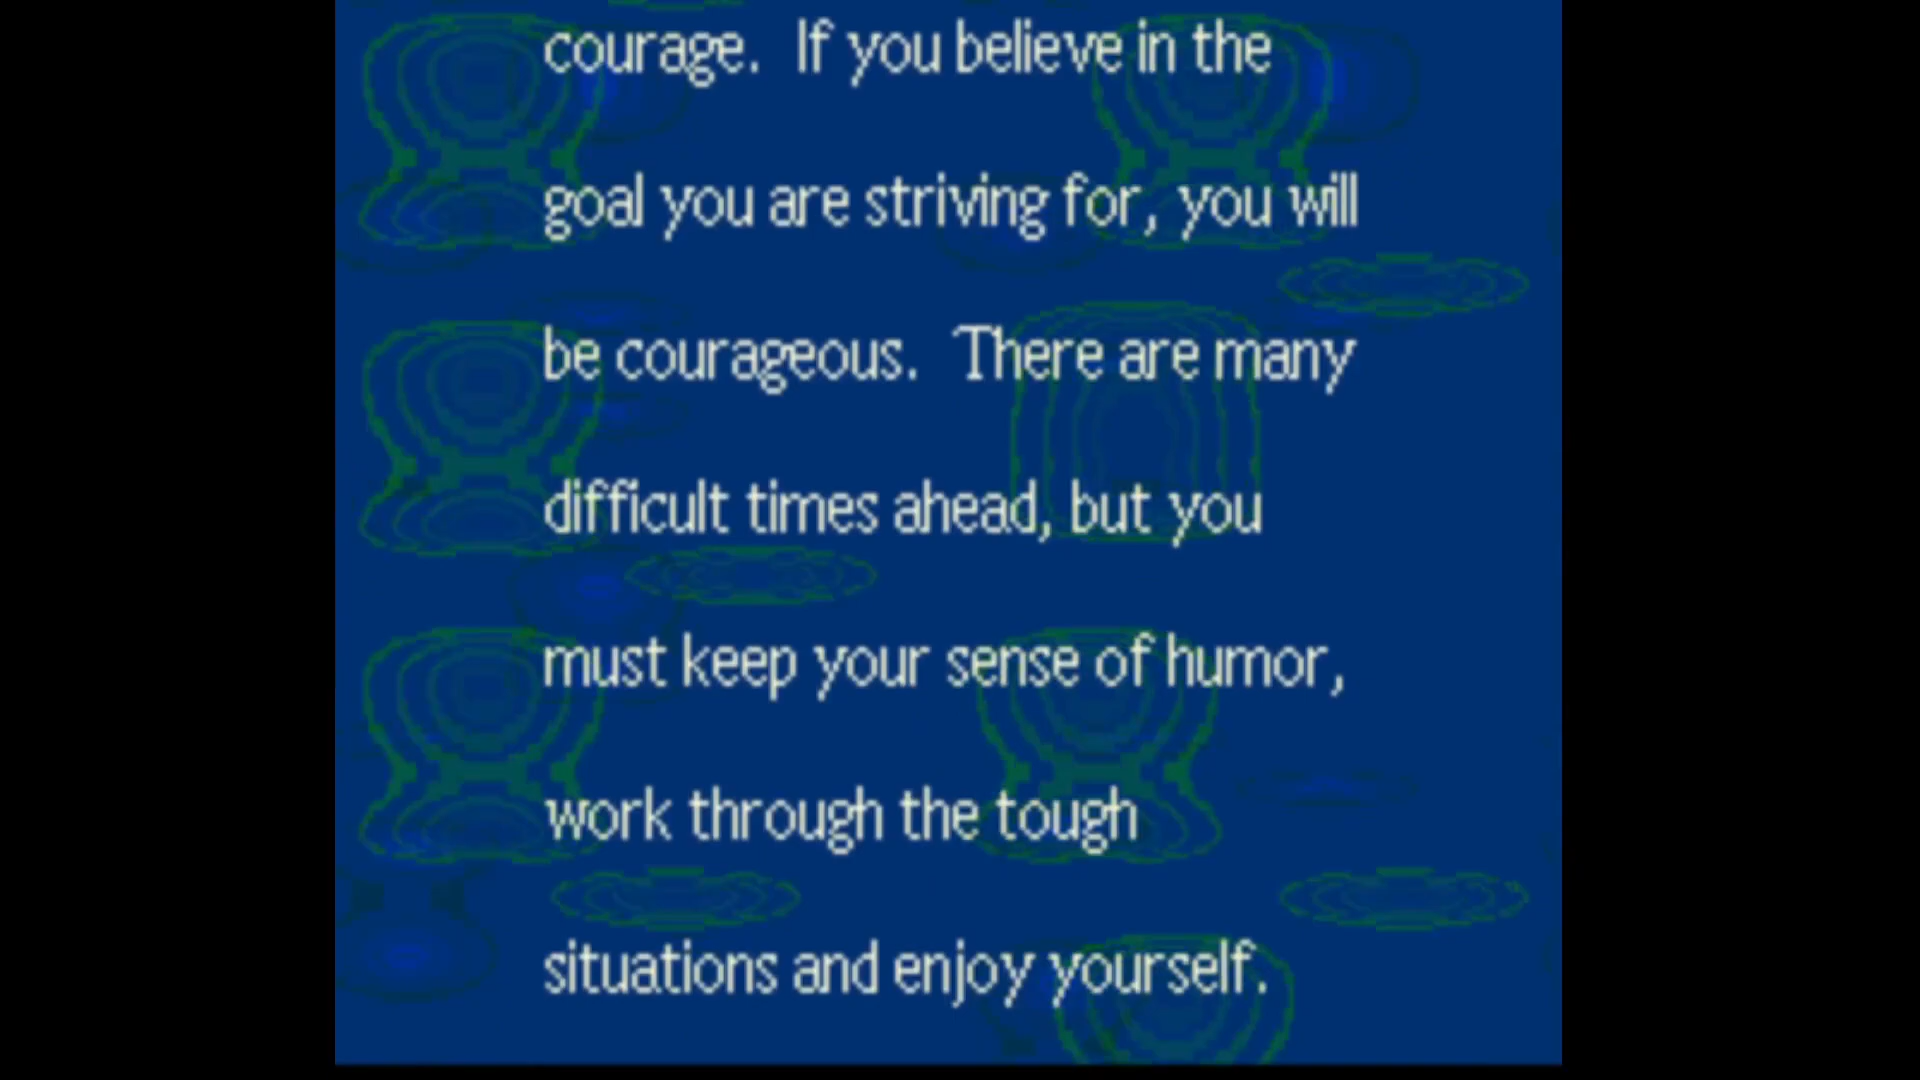 courage.  If you believe in the
goal you are striving for, you will
be courageous.  There are many
difficult times ahead, but you
must keep your sense of humor,
work through the tough
situations and enjoy yourself.